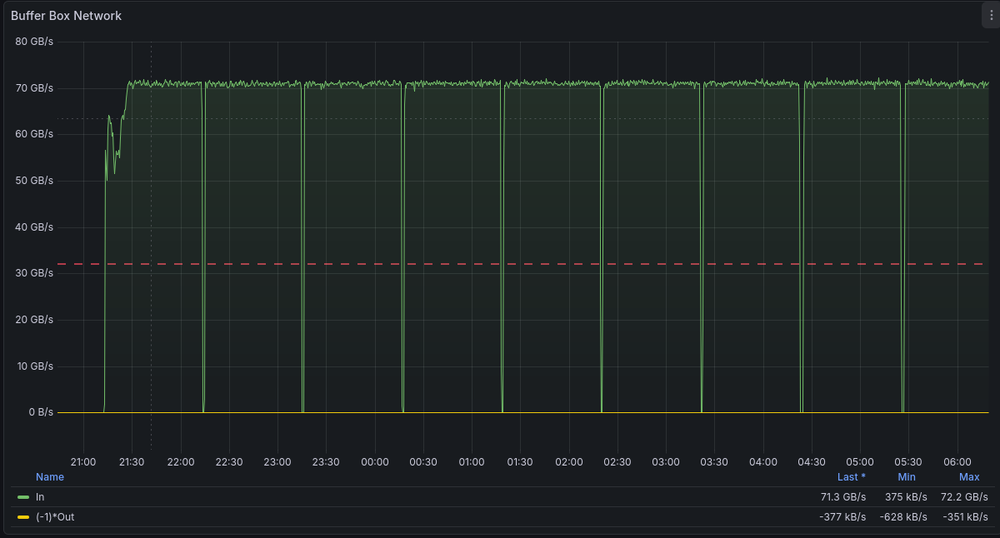 Buffer Box Network
80 GB/s
70 GB/s
60 GB/s
50 GB/s
40 GB/s
30 GB/s
20 GB/s
10 GB/s
0 B/s
21:00 21:30 22:00 22:30 23:00 23:30 00:00 00:30 01:00 01:30 02:00 02:30 03:00 03:30 04:00 04:30 05:00 05:30 06:00
Name Last * Min Max
In 71.3 GB/s 375 kB/s 72.2 GB/s
(-1)*Out -377 kB/s -628 kB/s -351 kB/s